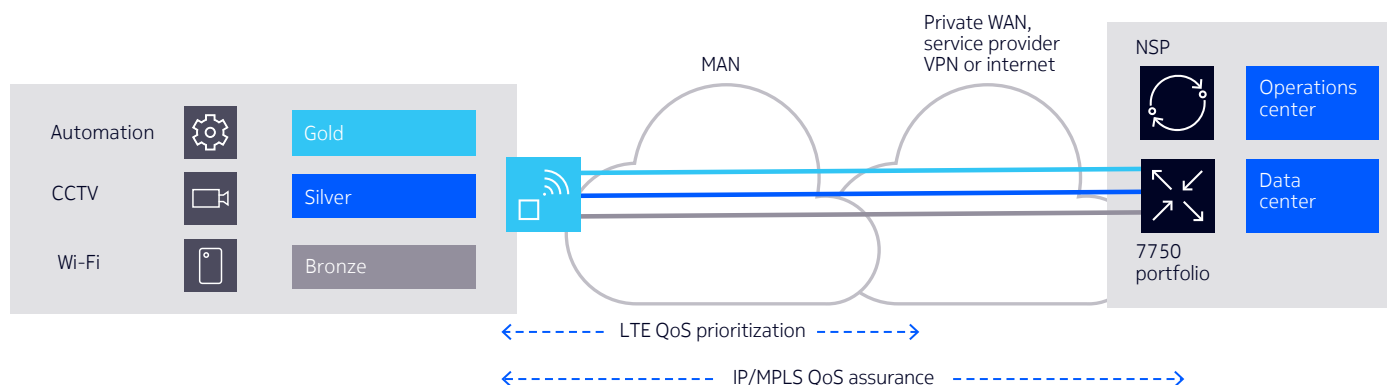 Automation
Gold
CCTV
Silver
Wi-Fi
Bronze
MAN
Private WAN,
service provider
VPN or internet
NSP
Operations
center
Data
center
7750
portfolio
LTE QoS prioritization
IP/MPLS QoS assurance